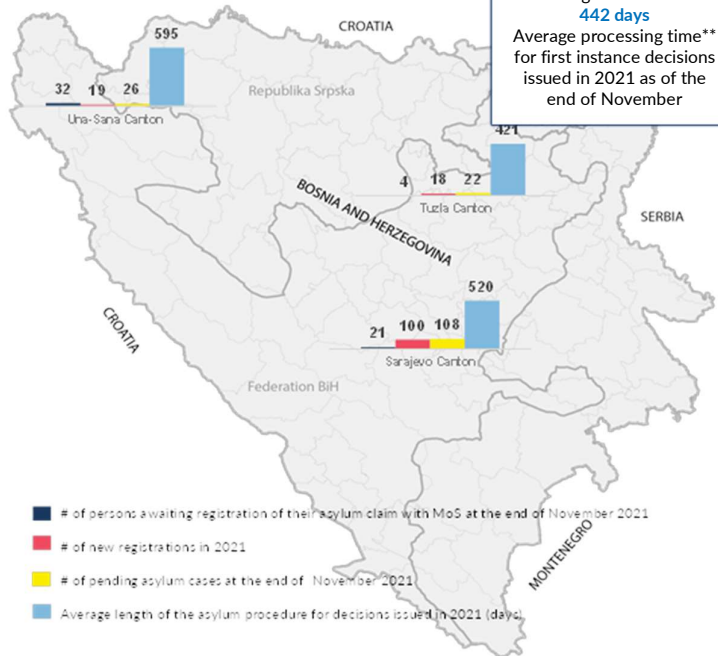 442 days
Average processing time**
for first instance decisions
issued in 2021 as of the
end of November
CROATIA
595
32 19 26
Una-Sana Canton
Republika Srpska
421
4 18 22
Tuzla Canton
BOSNIA AND HERZEGOVINA
SERBIA
520
21 100 108
Sarajevo Canton
CROATIA
Federation BiH
MONTENEGRO
# of persons awaiting registration of their asylum claim with MoS at the end of November 2021
# of new registrations in 2021
# of pending asylum cases at the end of November 2021
Average length of the asylum procedure for decisions issued in 2021 (days)